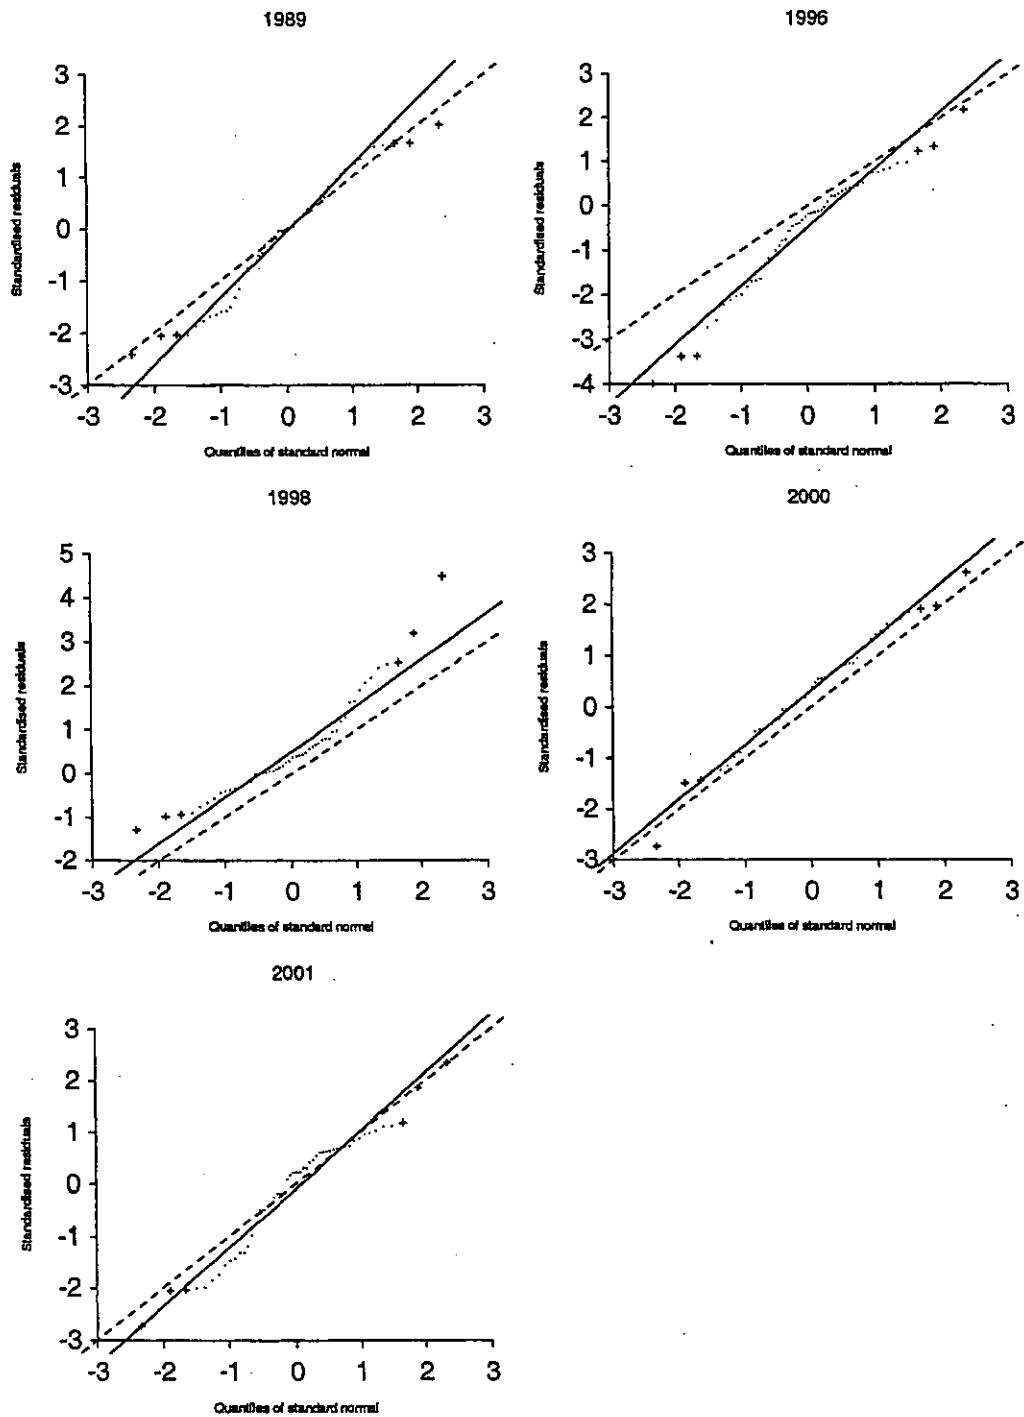 1989
3
2
1
0
-1
-2
-3
-3 -2 -1 0 1 2 3
Standardised residuals
Quantiles of standard normal
1996
3
2
1
0
-1
-2
-3
-4
-3 -2 -1 0 1 2 3
Standardised residuals
Quantiles of standard normal
1998
5
4
3
2
1
0
-1
-2
-3 -2 -1 0 1 2 3
Standardised residuals
Quantiles of standard normal
2000
3
2
1
0
-1
-2
-3
-3 -2 -1 0 1 2 3
Standardised residuals
Quantiles of standard normal
2001
3
2
1
0
-1
-2
-3
-3 -2 -1 0 1 2 3
Standardised residuals
Quantiles of standard normal